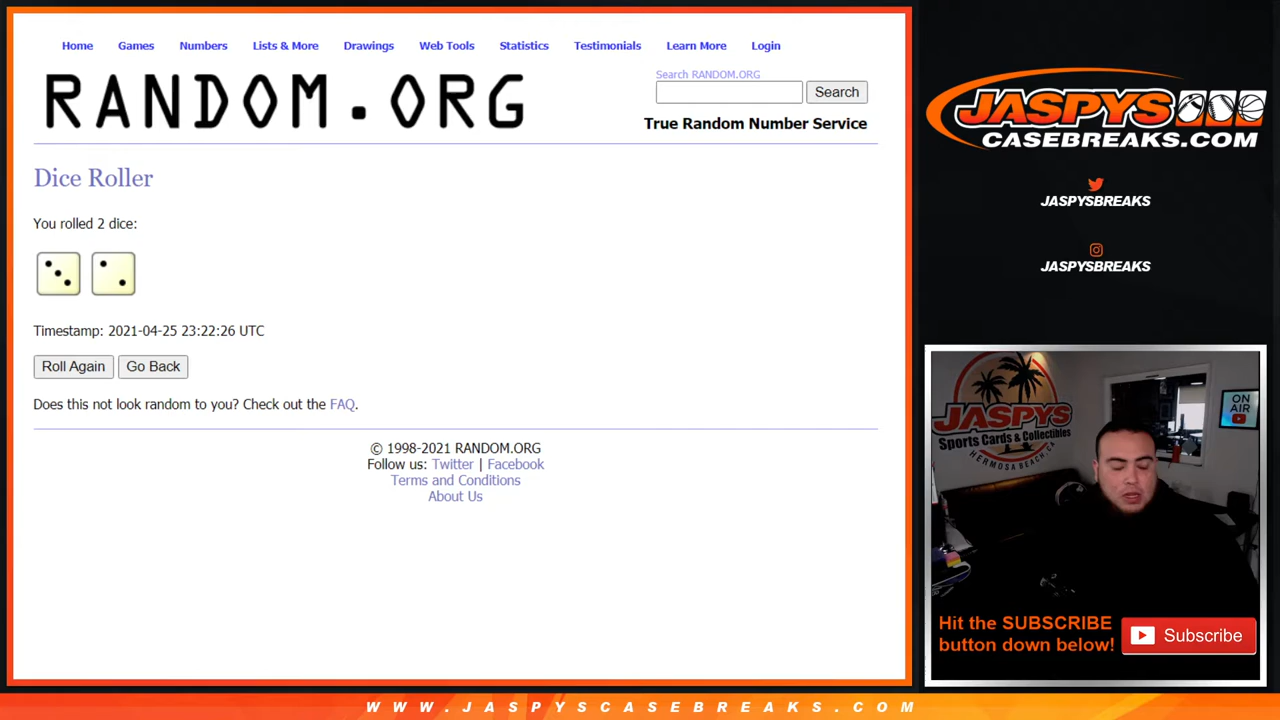 Home Games Numbers Lists & More Drawings Web Tools Statistics Testimonials Learn More Login
RANDOM.ORG
Search RANDOM.ORG
Search
True Random Number Service
Dice Roller
You rolled 2 dice:
Timestamp: 2021-04-25 23:22:26 UTC
Roll Again Go Back
Does this not look random to you? Check out the FAQ.
© 1998-2021 RANDOM.ORG
Follow us: Twitter | Facebook
Terms and Conditions
About Us
JASPYS
CASEBREAKS.COM
JASPYSBREAKS
JASPYSBREAKS
JASPYS
Sports Cards & Collectibles
HERMOSA BEACH, CA
ON
AIR
Hit the SUBSCRIBE
button down below!
Subscribe
WWW.JASPYSCASEBREAKS.COM